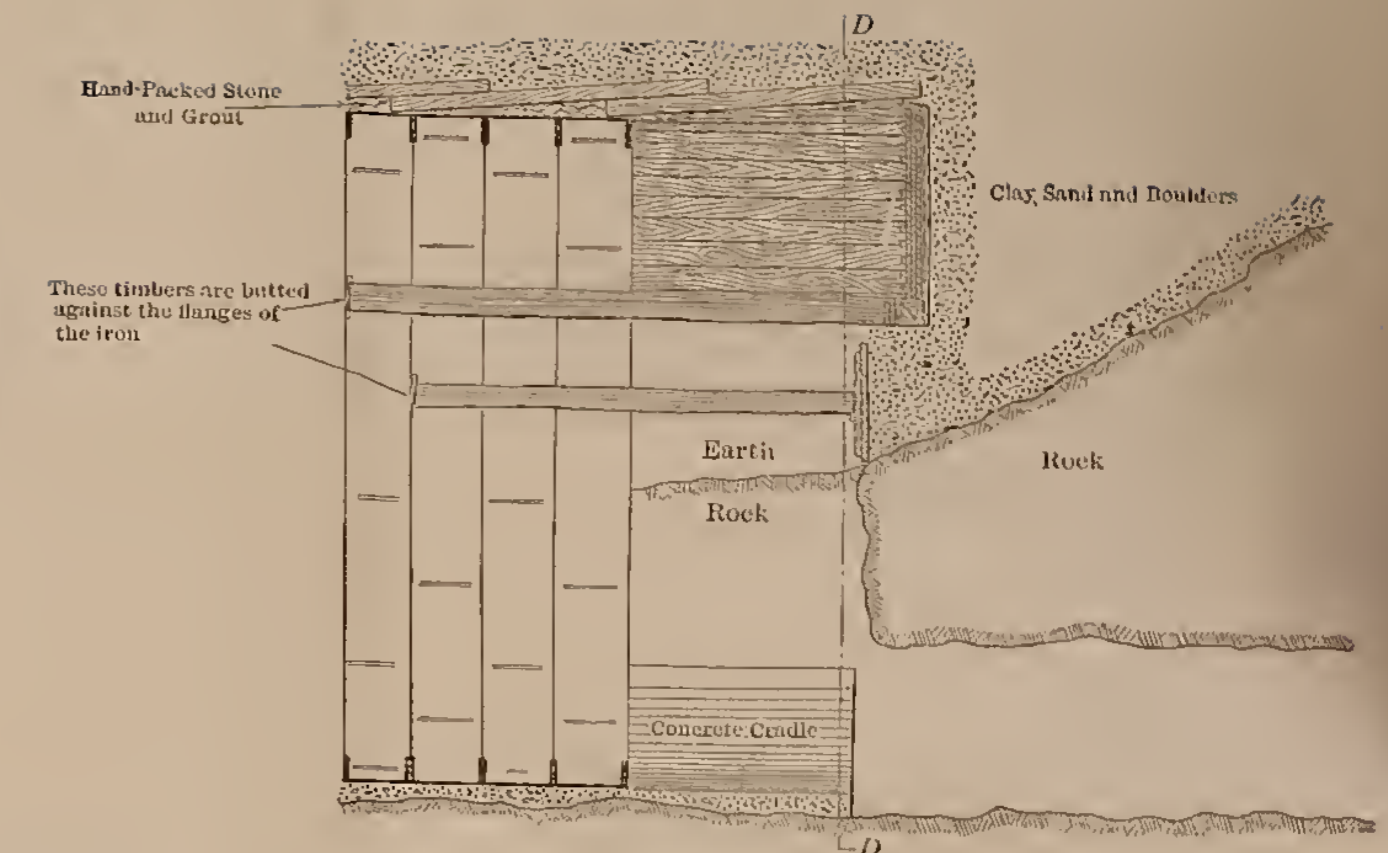 D
Hand-Packed Stone
and Grout
Clay, Sand and Boulders
These timbers are butted
against the flanges of
the iron
Earth
Rock
Rock
Concrete Cradle
D